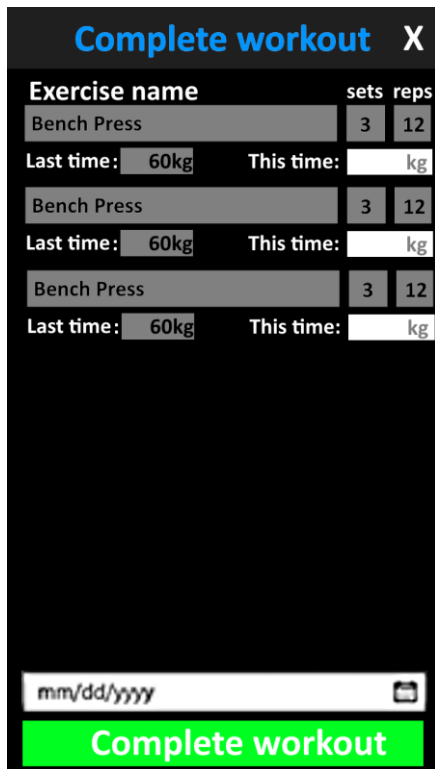 Complete workout X
Exercise name sets reps
Bench Press 3 12
Last time: 60kg This time: kg
Bench Press 3 12
Last time: 60kg This time: kg
Bench Press 3 12
Last time: 60kg This time: kg
mm/dd/yyyy
Complete workout